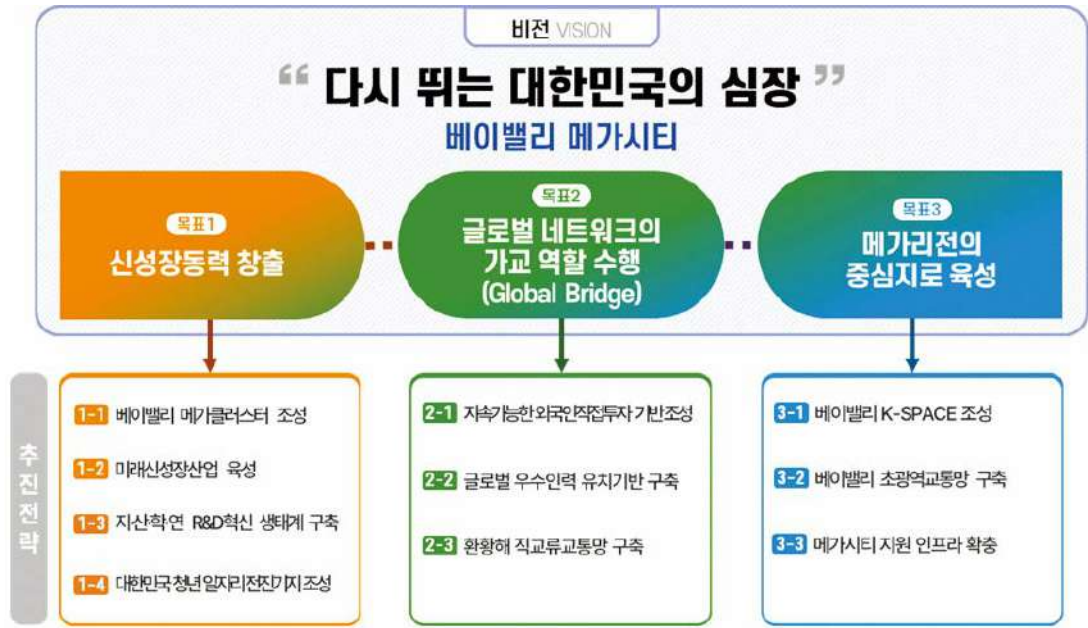 비전 VISION
“ 다시 뛰는 대한민국의 심장 ”
베이밸리 메가시티
목표1
신성장동력 창출
목표2
글로벌 네트워크의
가교 역할 수행
(Global Bridge)
목표3
메가리전의
중심지로 육성
추진전략
1-1 베이밸리 메가클러스터 조성
1-2 미래신성장산업 육성
1-3 지·산·학·연 R&D혁신 생태계 구축
1-4 대한민국 청년 일자리 전진기지 조성
2-1 지속가능한 외국인직접투자 기반조성
2-2 글로벌 우수인력 유치기반 구축
2-3 환황해 직교류교통망 구축
3-1 베이밸리 K-SPACE 조성
3-2 베이밸리 초광역교통망 구축
3-3 메가시티 지원 인프라 확충